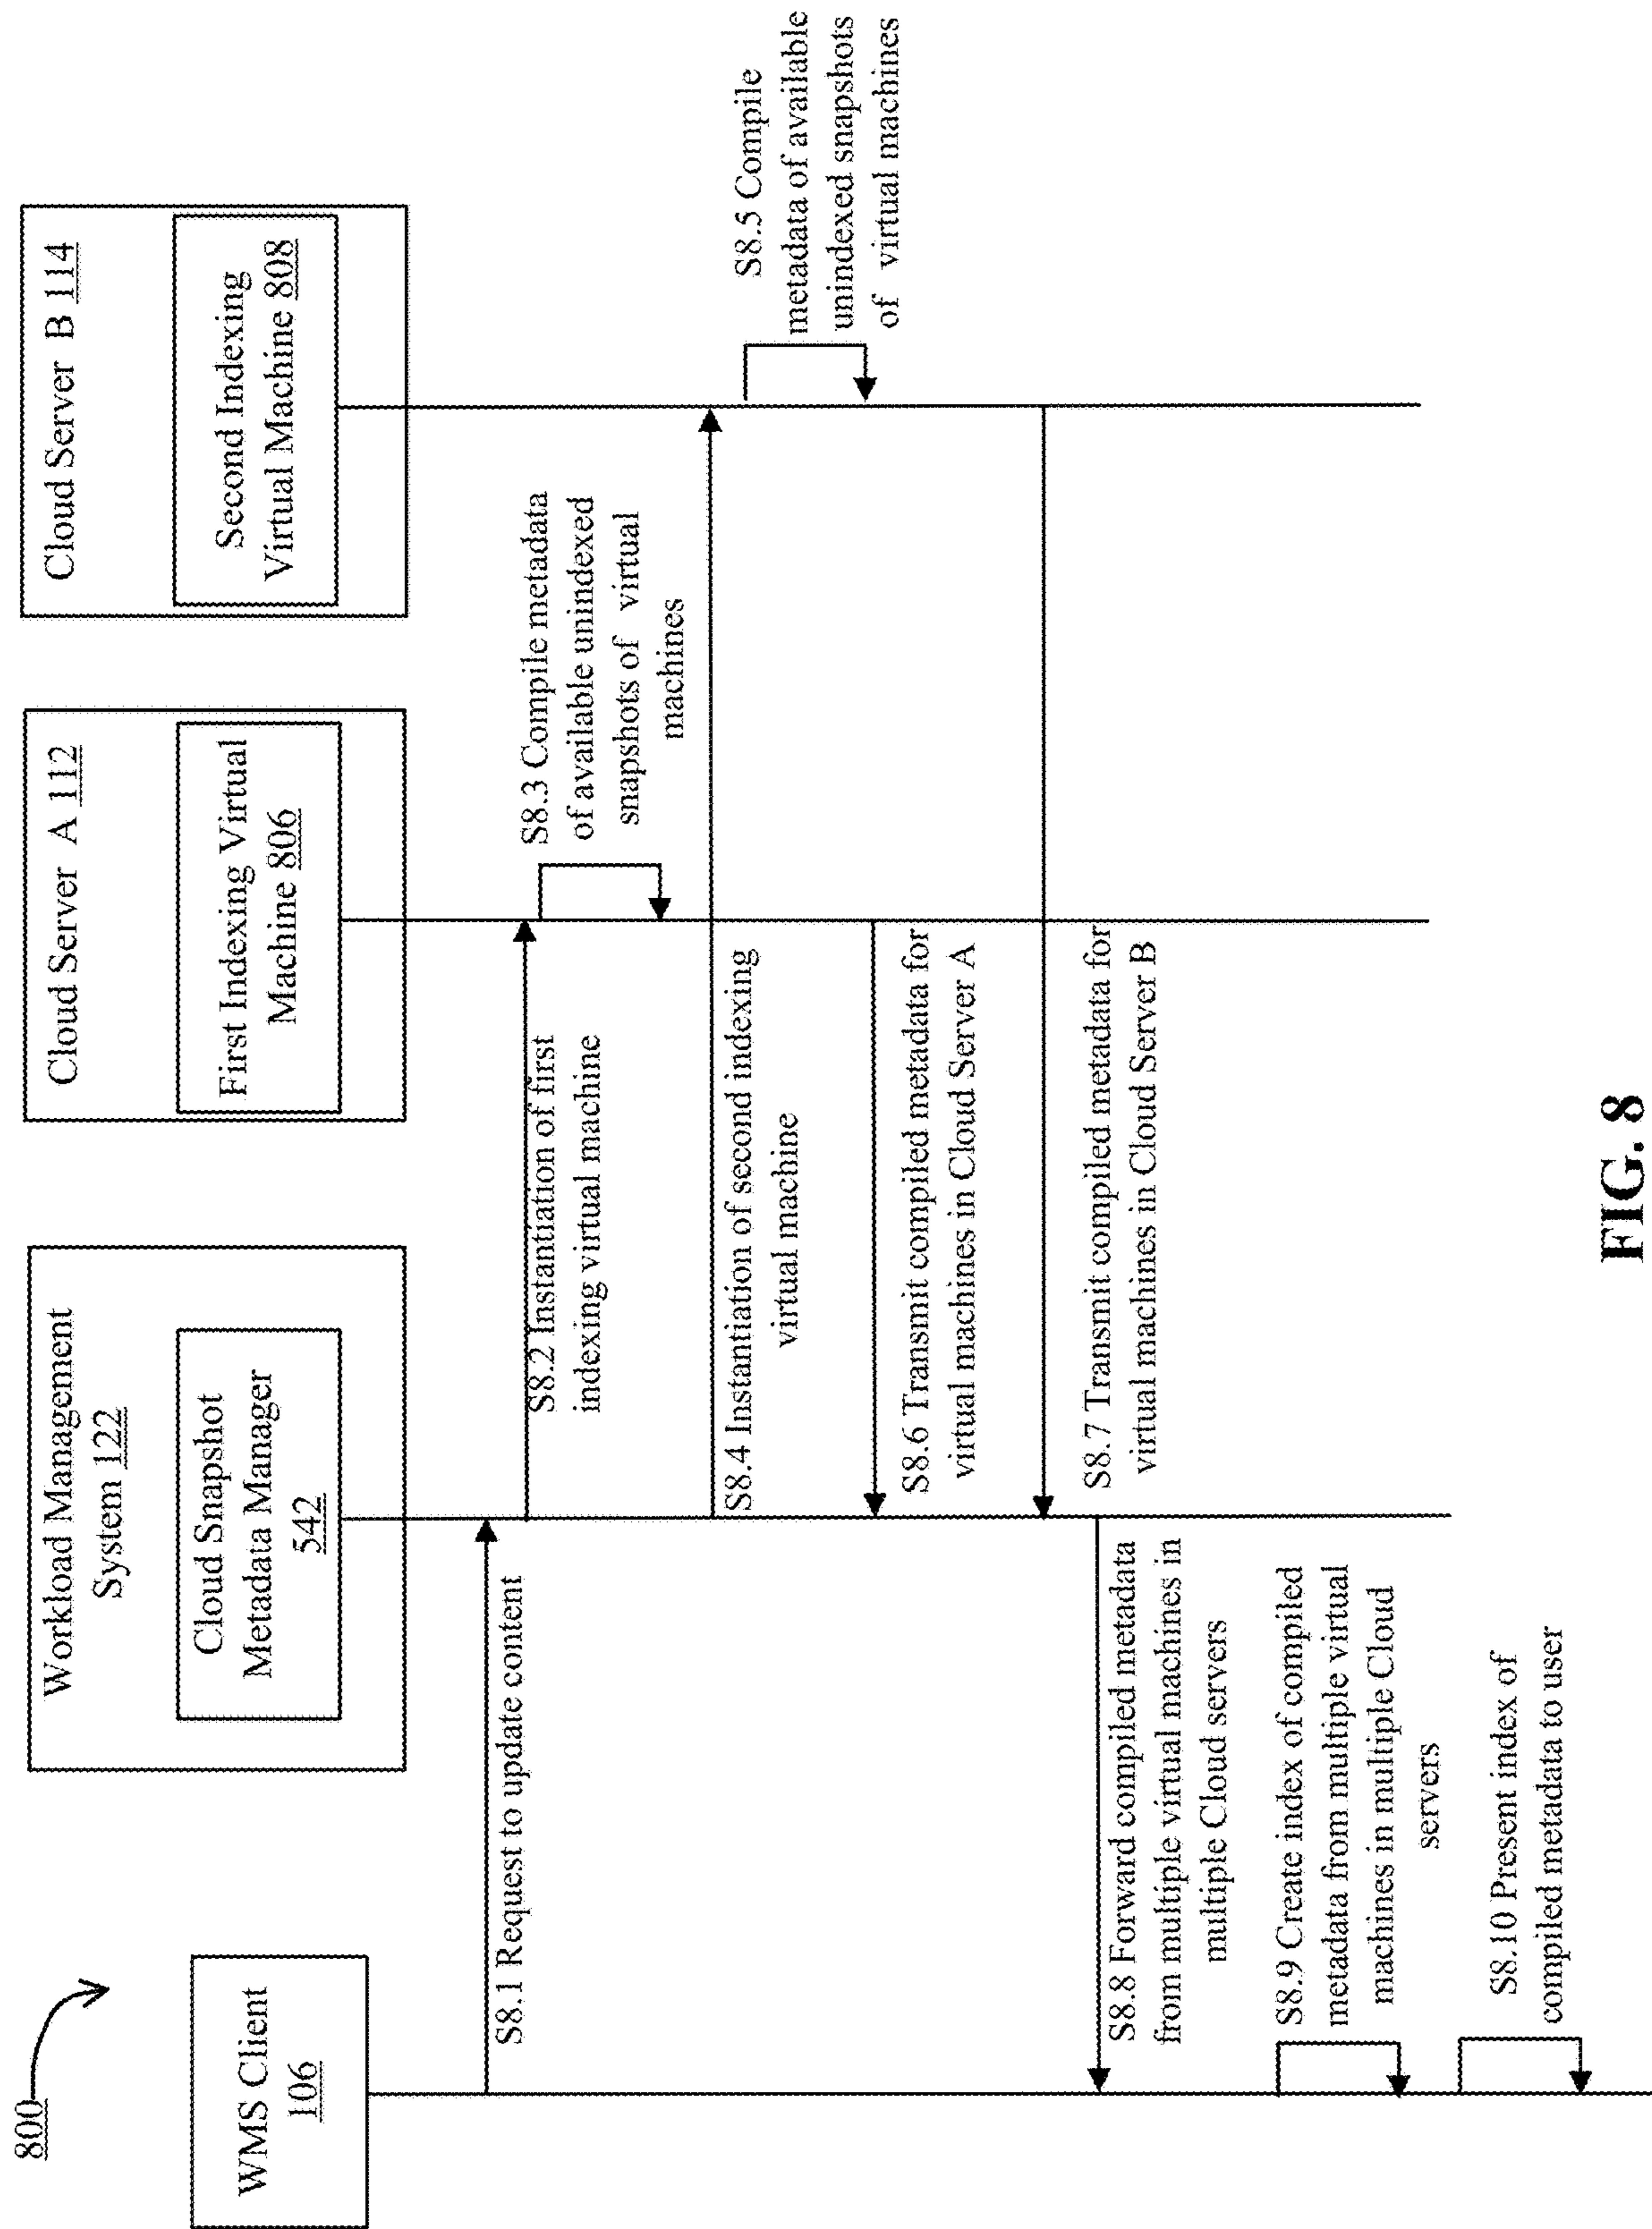 800
WMS Client
106
Workload Management
System 122
Cloud Snapshot
Metadata Manager
542
Cloud Server A 112
First Indexing Virtual
Machine 806
Cloud Server B 114
Second Indexing
Virtual Machine 808
S8.1 Request to update content
S8.2 Instantiation of first
indexing virtual machine
S8.3 Compile metadata
of available unindexed
snapshots of virtual
machines
S8.4 Instantiation of second indexing
virtual machine
S8.5 Compile
metadata of available
unindexed snapshots
of virtual machines
S8.6 Transmit compiled metadata for
virtual machines in Cloud Server A
S8.7 Transmit compiled metadata for
virtual machines in Cloud Server B
S8.8 Forward compiled metadata
from multiple virtual machines in
multiple Cloud servers
S8.9 Create index of compiled
metadata from multiple virtual
machines in multiple Cloud
servers
S8.10 Present index of
compiled metadata to user
FIG. 8